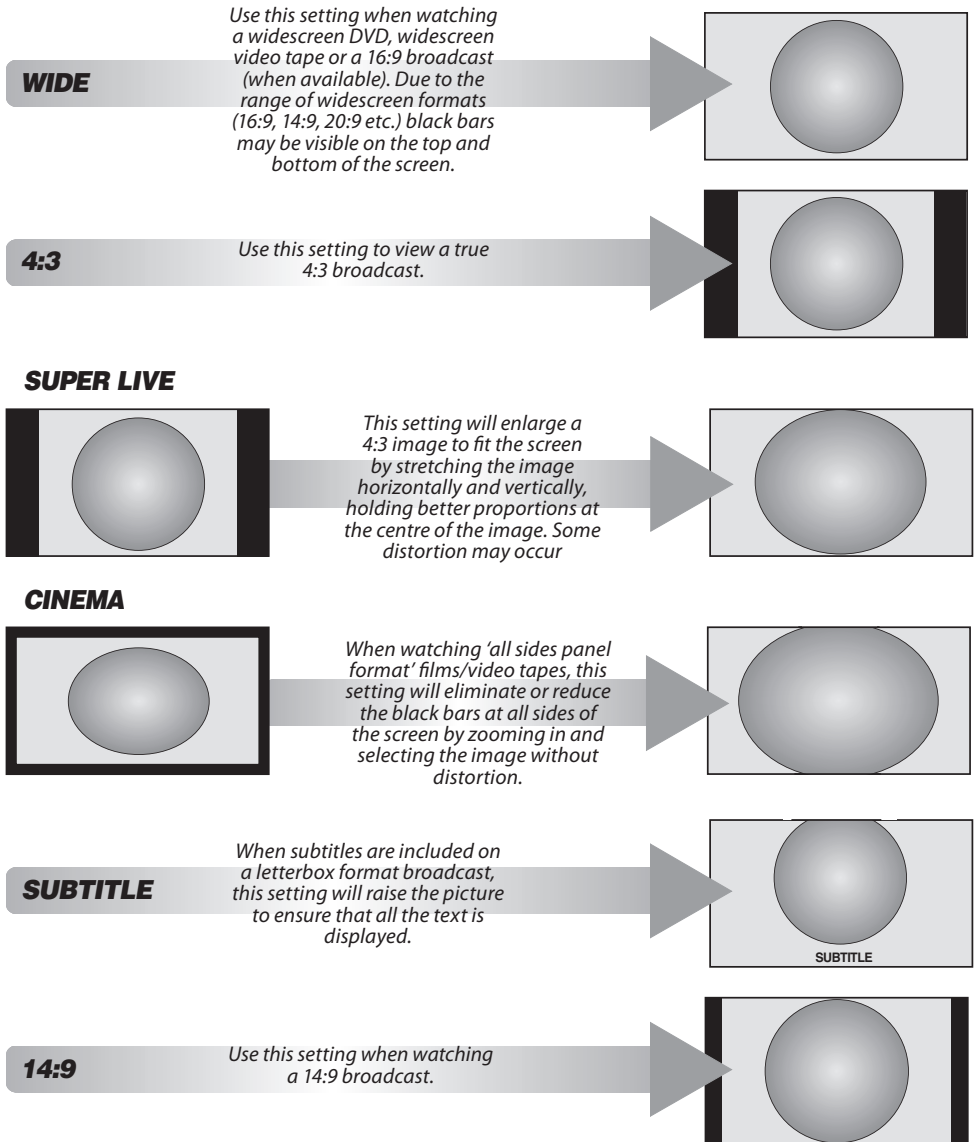 Use this setting when watching
a widescreen DVD, widescreen
video tape or a 16:9 broadcast
(when available). Due to the
range of widescreen formats
(16:9, 14:9, 20:9 etc.) black bars
may be visible on the top and
bottom of the screen.
WIDE
4:3
Use this setting to view a true
4:3 broadcast.
SUPER LIVE
This setting will enlarge a
4:3 image to fit the screen
by stretching the image
horizontally and vertically,
holding better proportions at
the centre of the image. Some
distortion may occur
CINEMA
When watching ‘all sides panel
format’ films/video tapes, this
setting will eliminate or reduce
the black bars at all sides of
the screen by zooming in and
selecting the image without
distortion.
SUBTITLE
When subtitles are included on
a letterbox format broadcast,
this setting will raise the picture
to ensure that all the text is
displayed.
SUBTITLE
14:9
Use this setting when watching
a 14:9 broadcast.